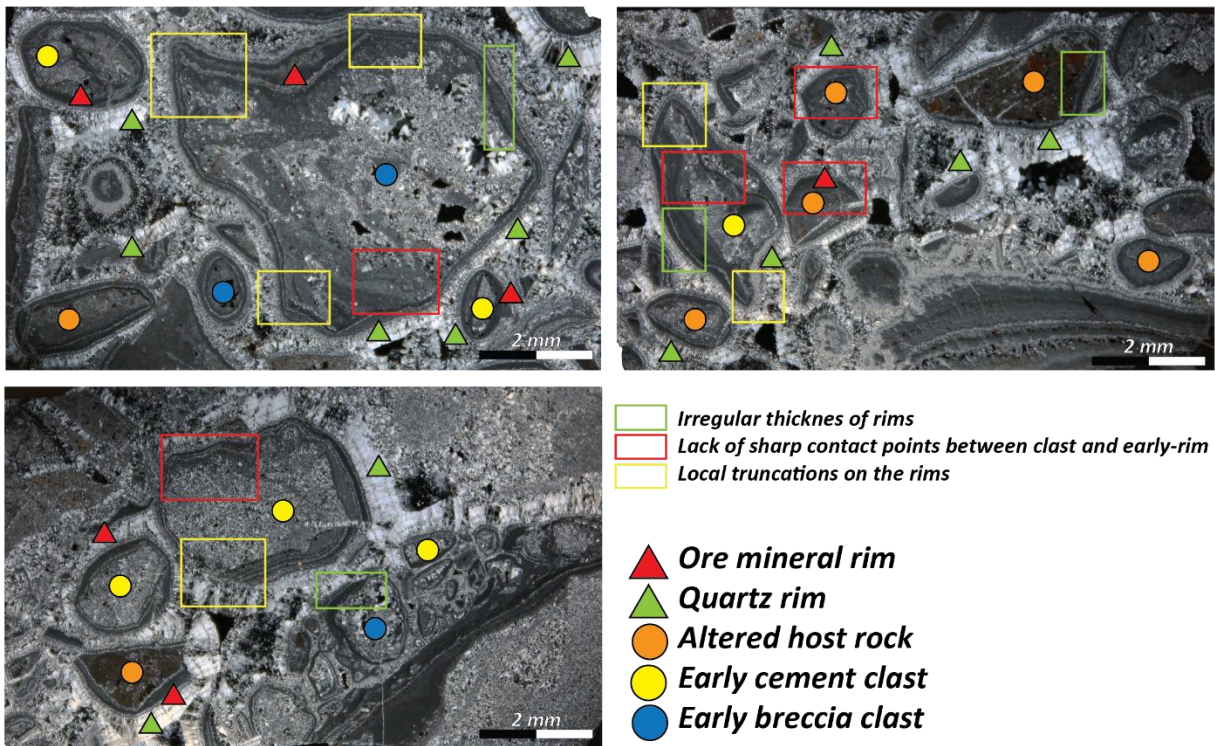 2 mm
2 mm
2 mm
Irregular thicknes of rims
Lack of sharp contact points between clast and early-rim
Local truncations on the rims
Ore mineral rim
Quartz rim
Altered host rock
Early cement clast
Early breccia clast